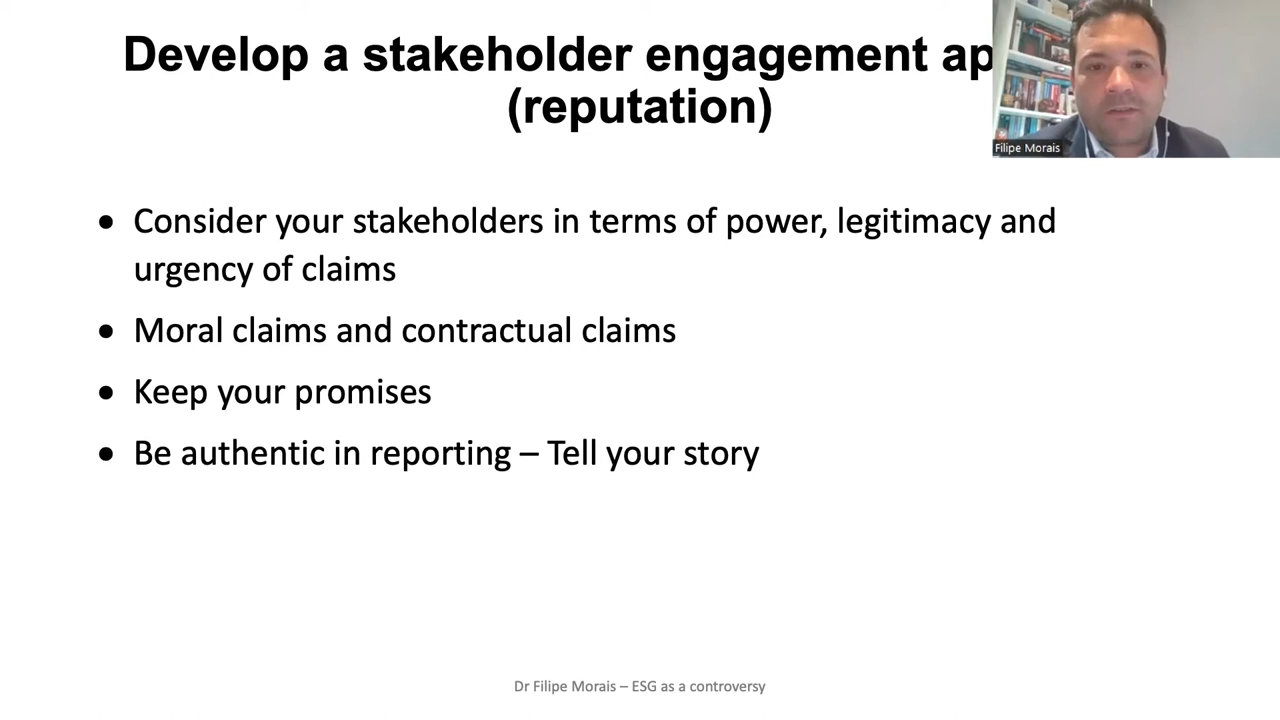 Develop a stakeholder engagement ap
(reputation)
Filipe Morais
• Consider your stakeholders in terms of power, legitimacy and
urgency of claims
• Moral claims and contractual claims
• Keep your promises
• Be authentic in reporting – Tell your story
Dr Filipe Morais – ESG as a controversy